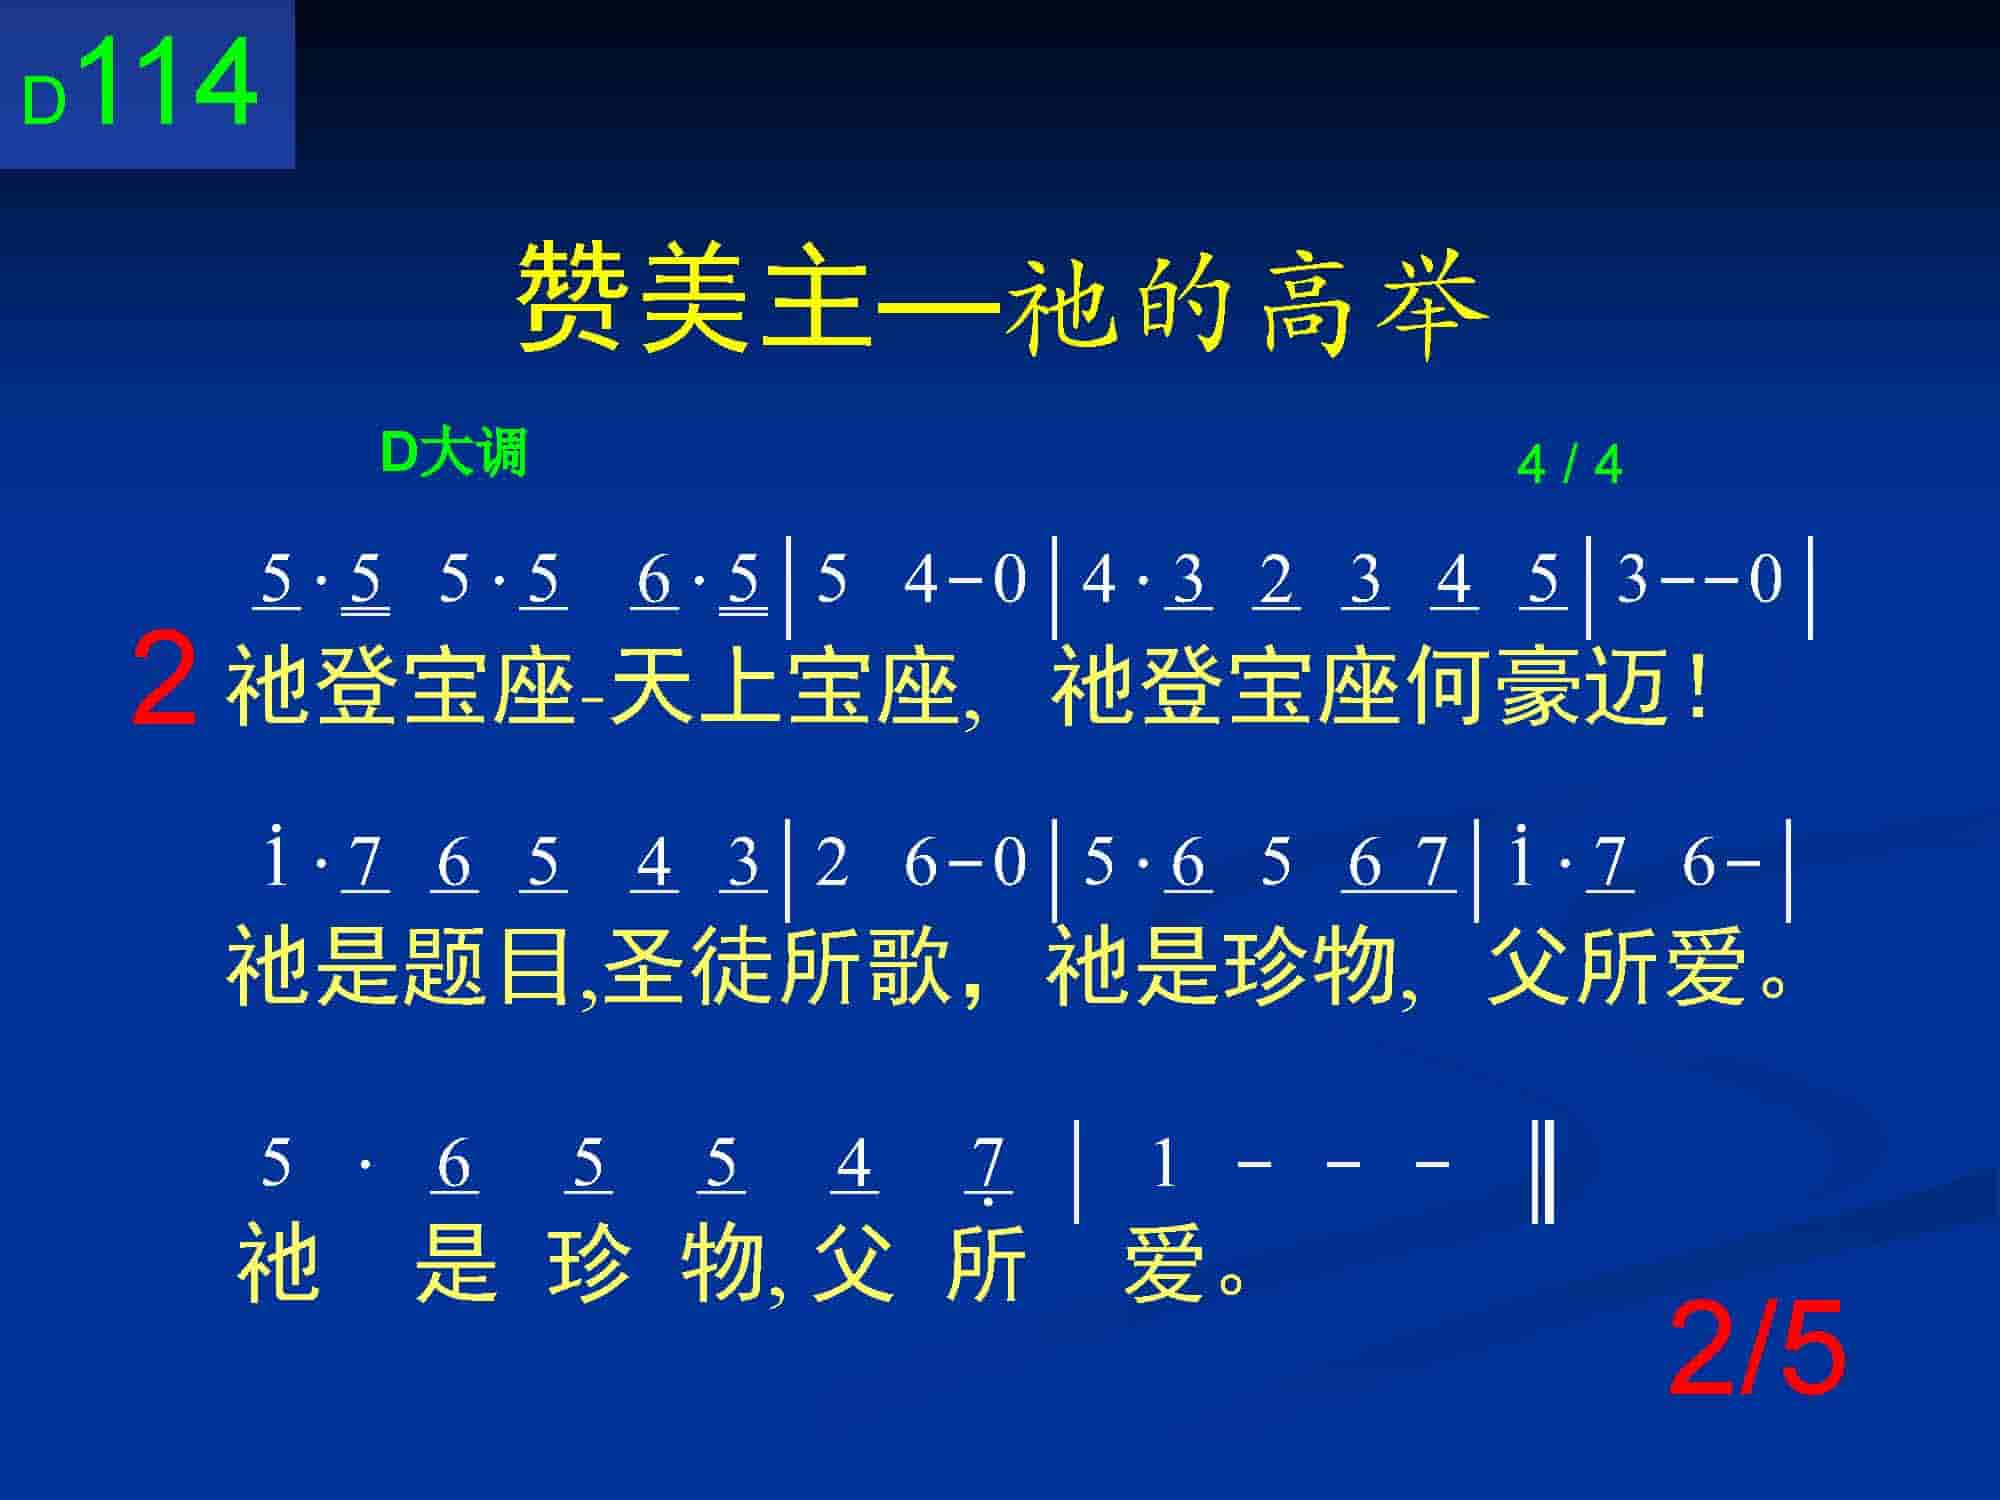 D114
赞美主—祂的高举
D大调 4 / 4
5·5 5·5 6·5|5 4-0|4·3 2 3 4 5|3--0|
2 祂登宝座-天上宝座, 祂登宝座何豪迈！
i·7 6 5 4 3|2 6-0|5·6 5 6 7|i·7 6-|
祂是题目,圣徒所歌，祂是珍物, 父所爱。
5 · 6 5 5 4 7̣ | 1 - - - ‖
祂 是 珍 物, 父 所 爱。
2/5